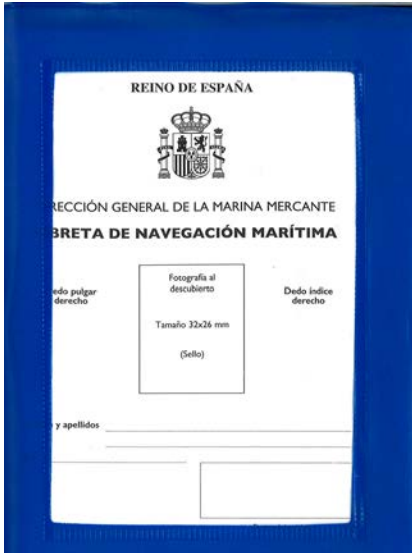 REINO DE ESPAÑA
RECCIÓN GENERAL DE LA MARINA MERCANTE
BRETA DE NAVEGACIÓN MARÍTIMA
Fotografía al
descubierto
Tamaño 32x26 mm
(Sello)
edo pulgar
derecho
Dedo índice
derecho
y apellidos